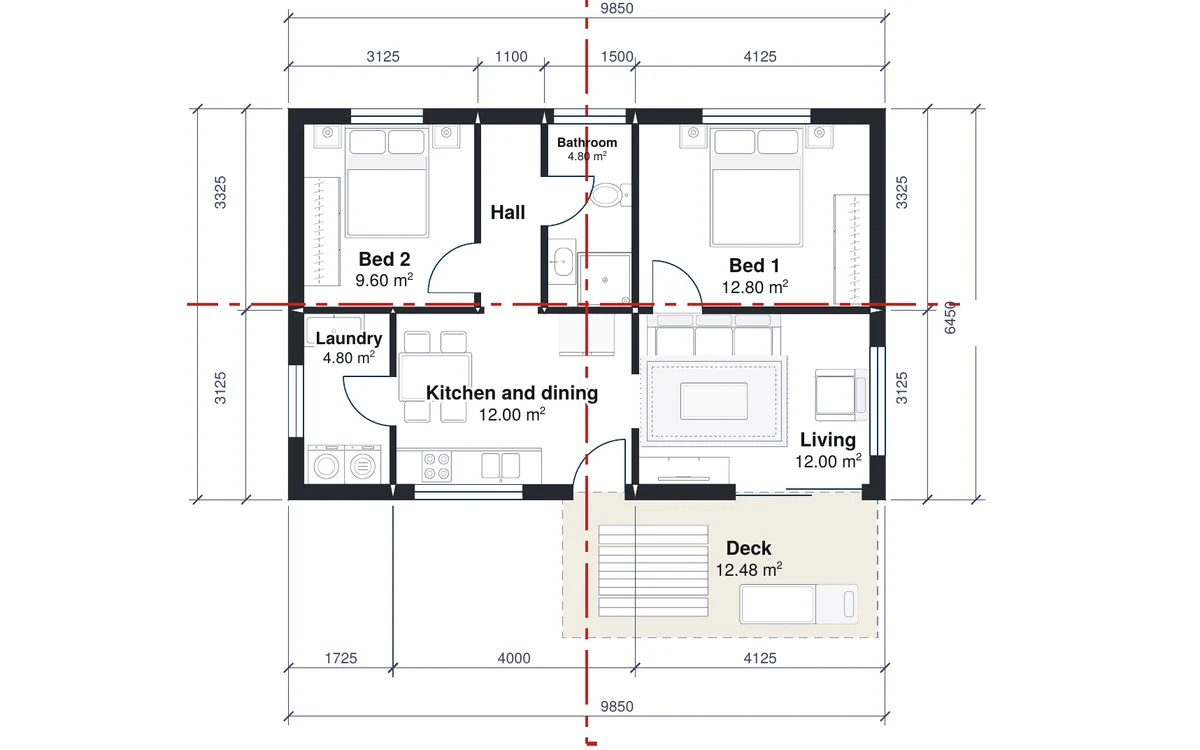 9850
3125 1100 1500 4125
Bathroom
4.80 m²
3325
3325
Hall
Bed 2
9.60 m²
Bed 1
12.80 m²
6450
Laundry
4.80 m²
3125
Kitchen and dining
12.00 m²
3125
Living
12.00 m²
Deck
12.48 m²
1725 4000 4125
9850